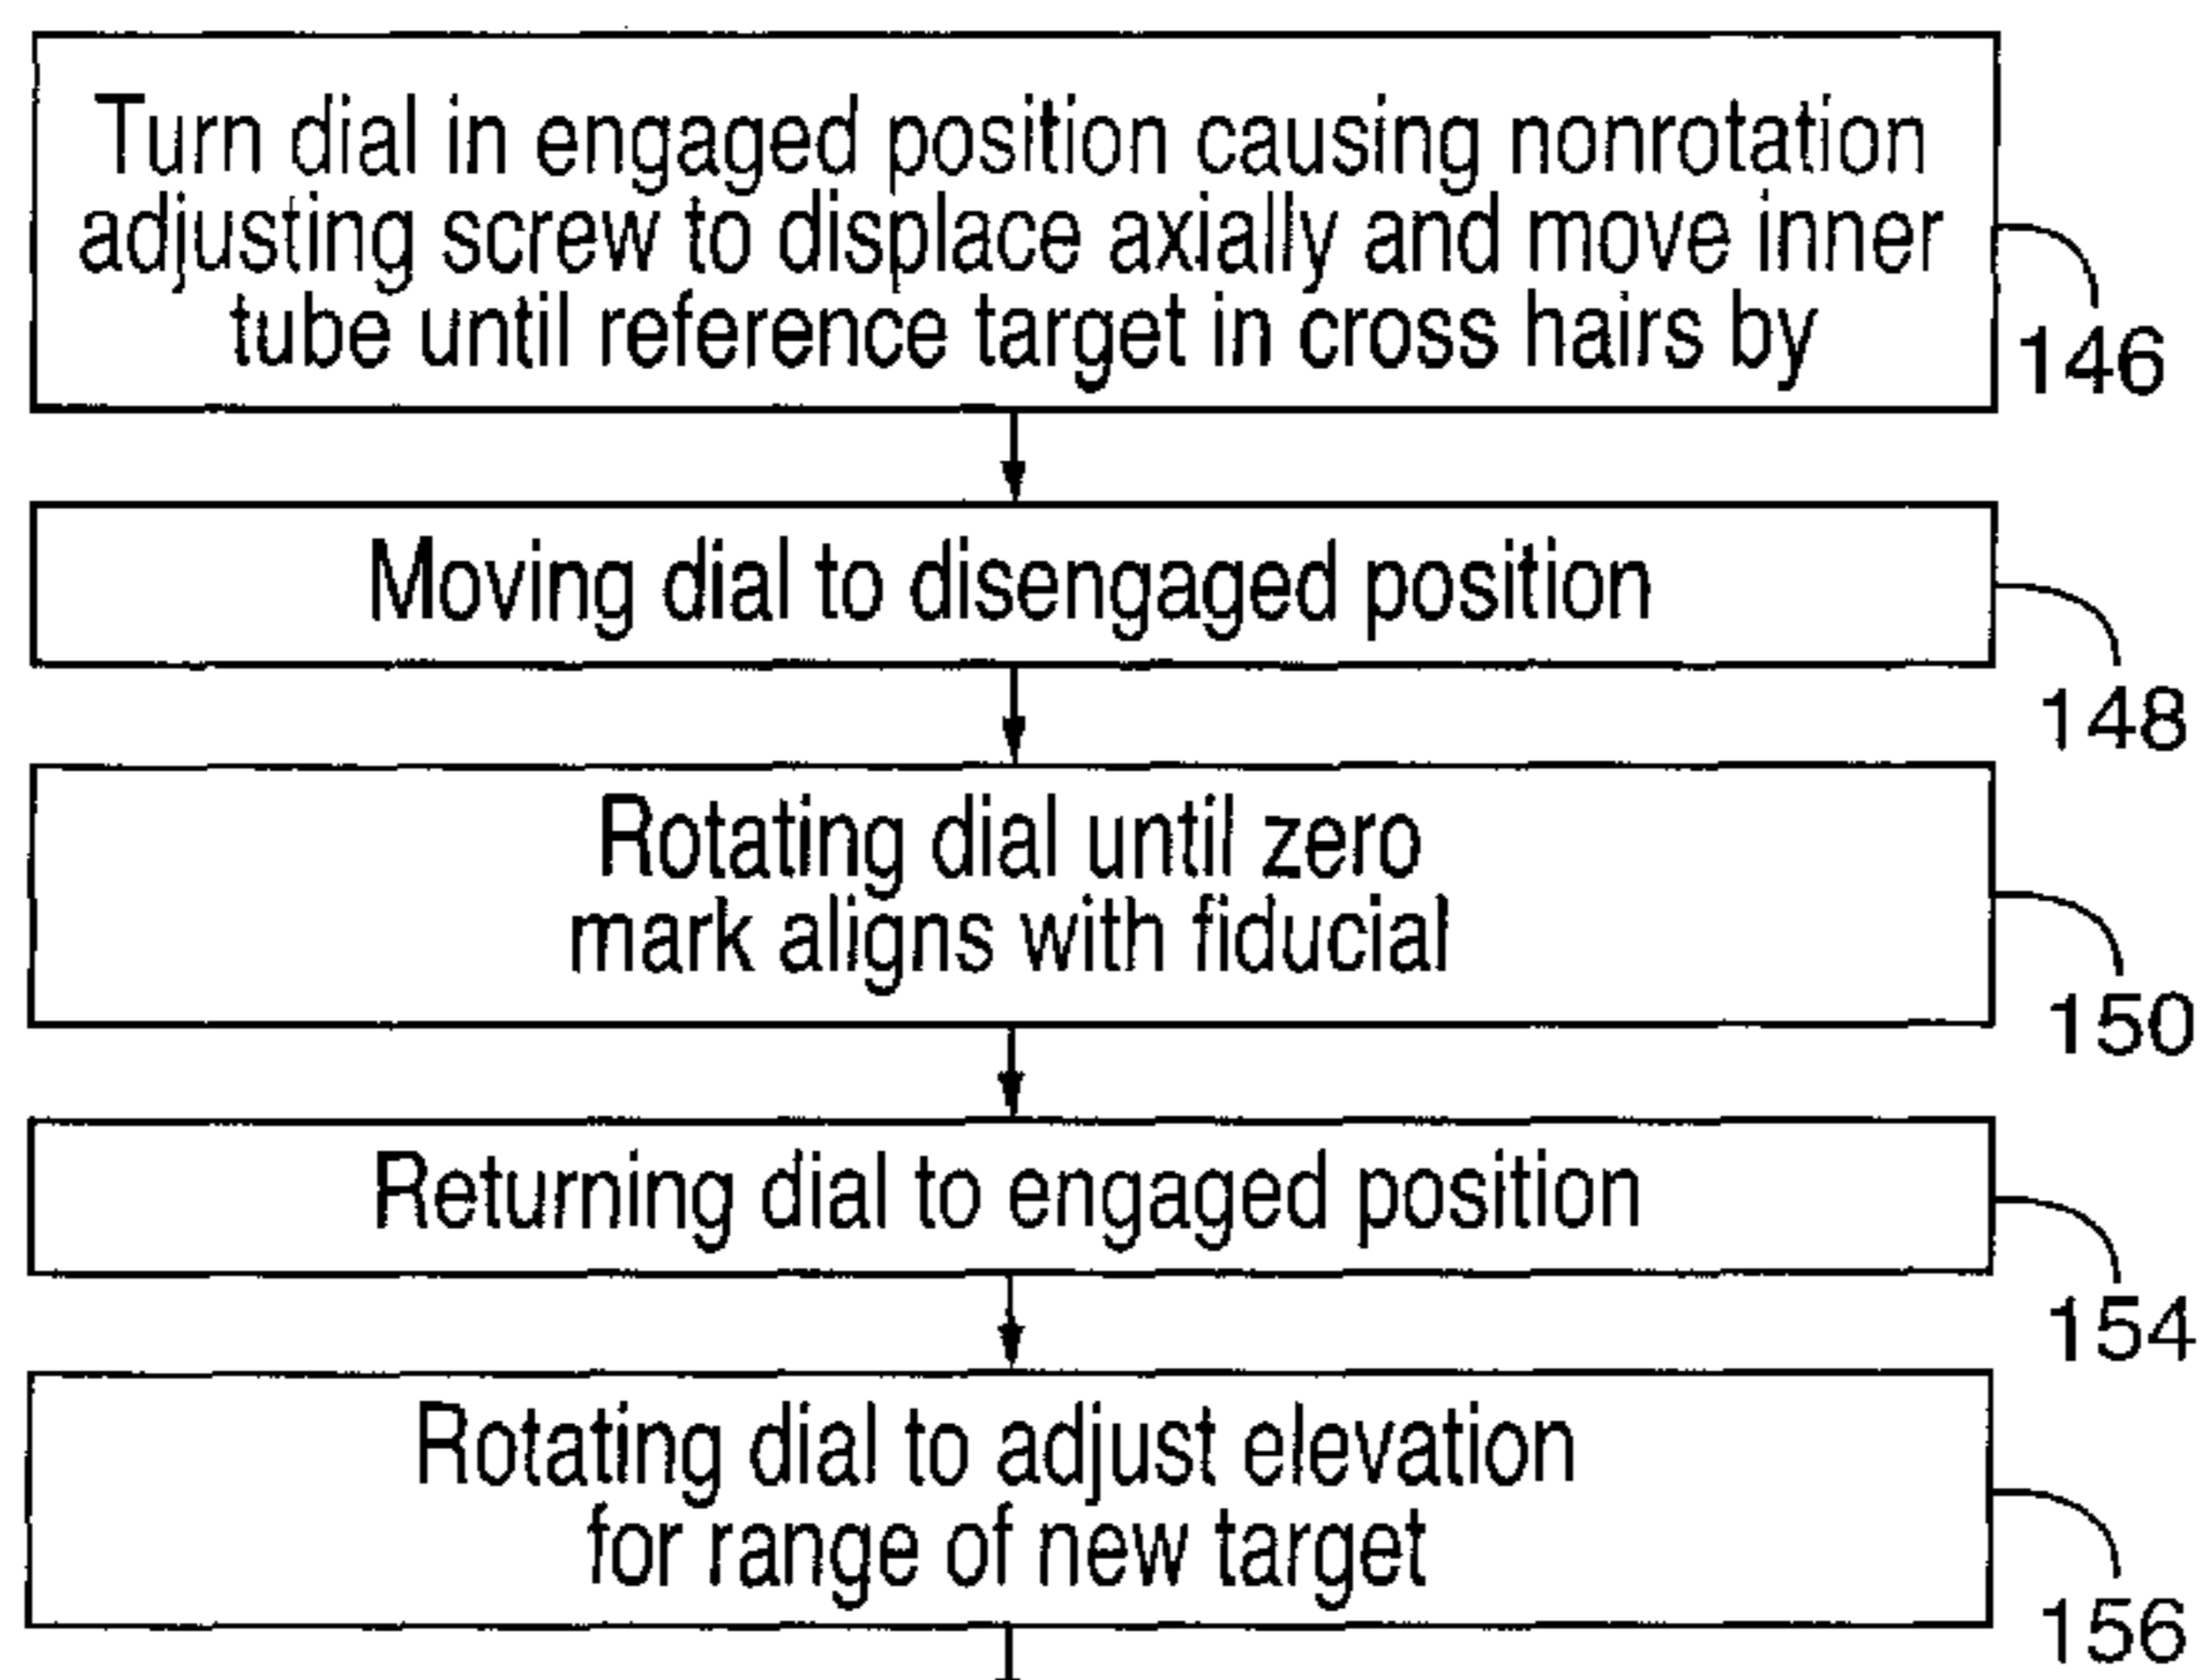 Turn dial in engaged position causing nonrotation
adjusting screw to displace axially and move inner
tube until reference target in cross hairs by
146
Moving dial to disengaged position
148
Rotating dial until zero
mark aligns with fiducial
150
Returning dial to engaged position
154
Rotating dial to adjust elevation
for range of new target
156